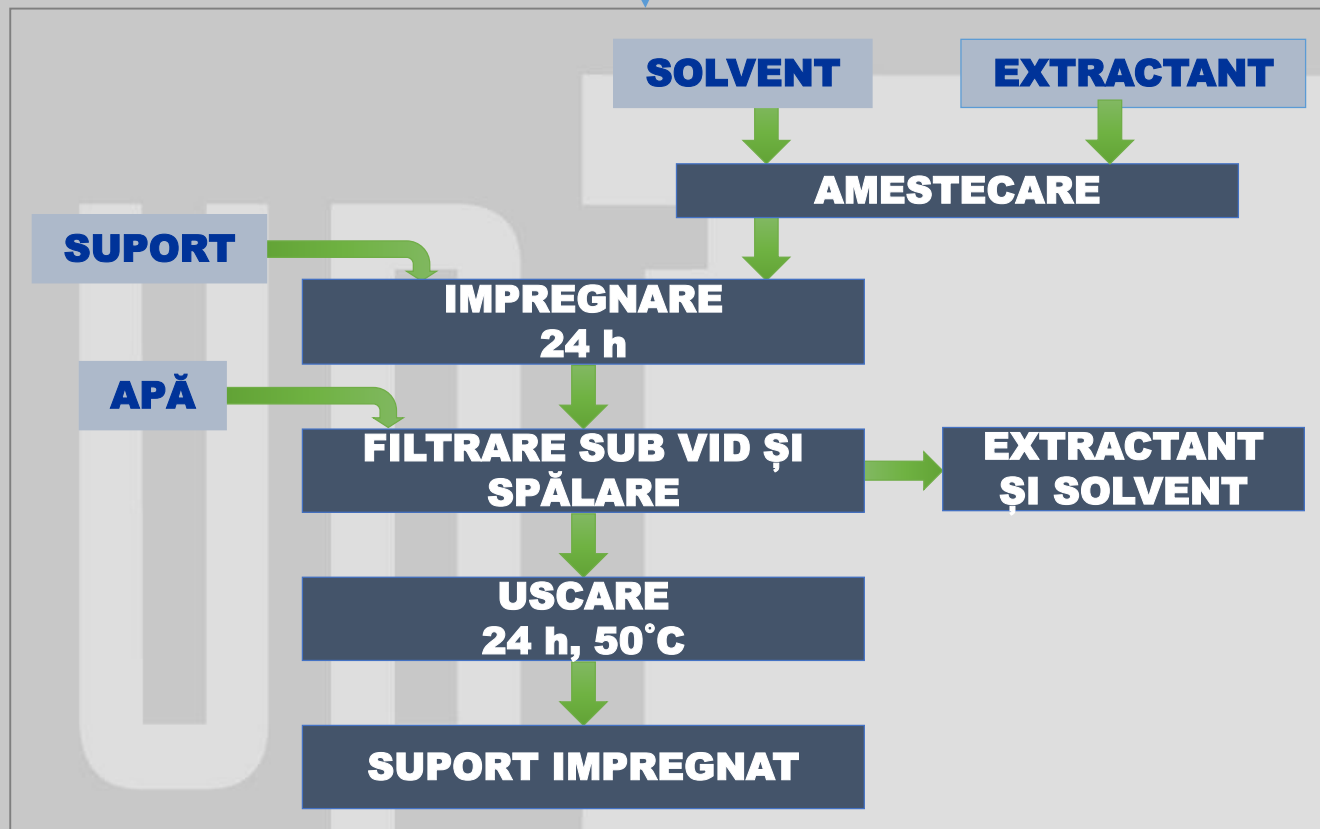 SOLVENT
EXTRACTANT
AMESTECARE
SUPORT
IMPREGNARE
24 h
APĂ
FILTRARE SUB VID ȘI
SPĂLARE
EXTRACTANT
ȘI SOLVENT
USCARE
24 h, 50˚C
SUPORT IMPREGNAT